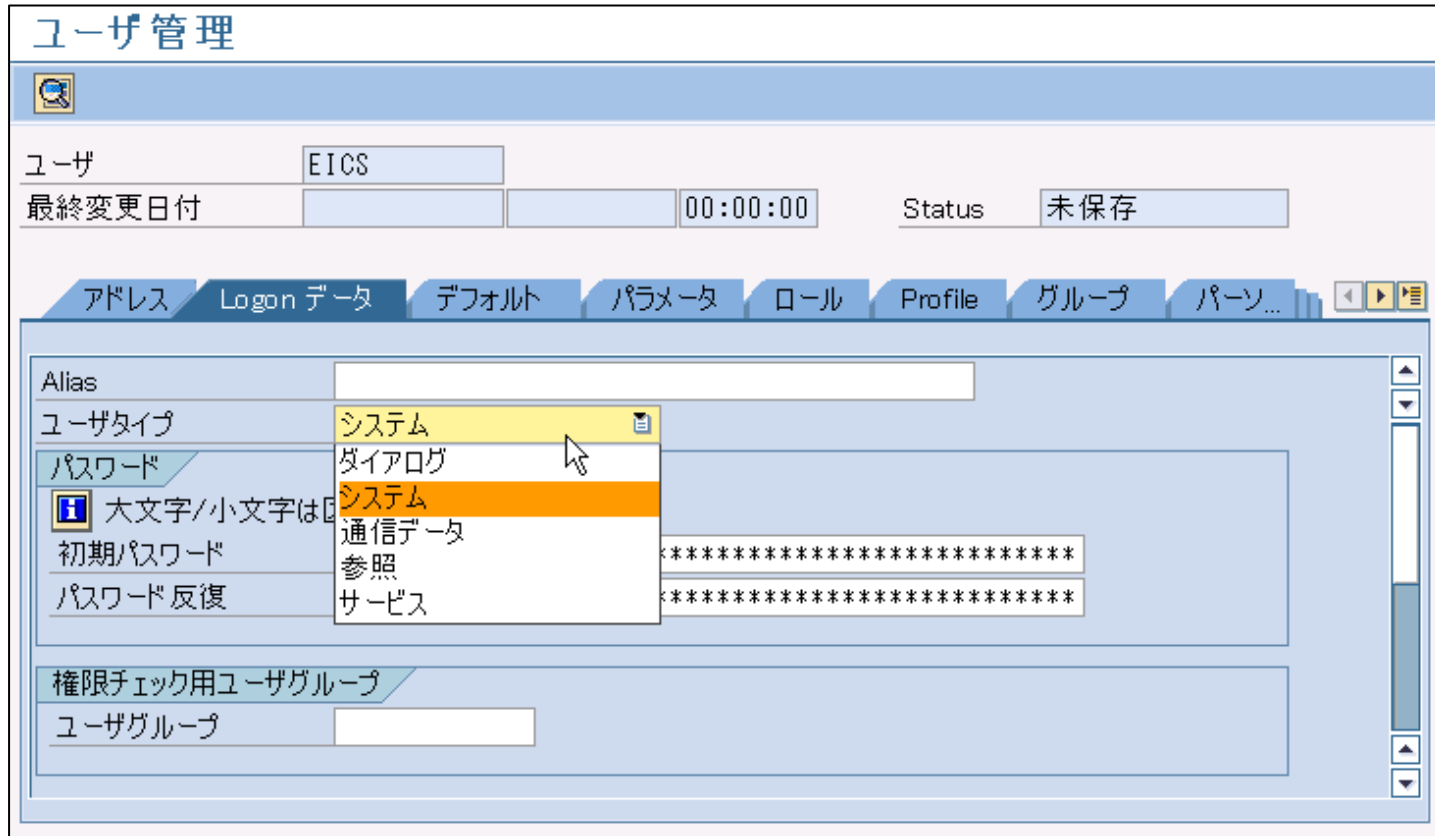 ユーザ管理
ユーザ EICS
最終変更日付 00:00:00 Status 未保存
アドレス Logon データ デフォルト パラメータ ロール Profile グループ パーソ...
Alias
ユーザタイプ システム
ダイアログ
パスワード
システム
大文字/小文字は
通信データ
初期パスワード **************************
参照
パスワード反復 **************************
サービス
権限チェック用ユーザグループ
ユーザグループ